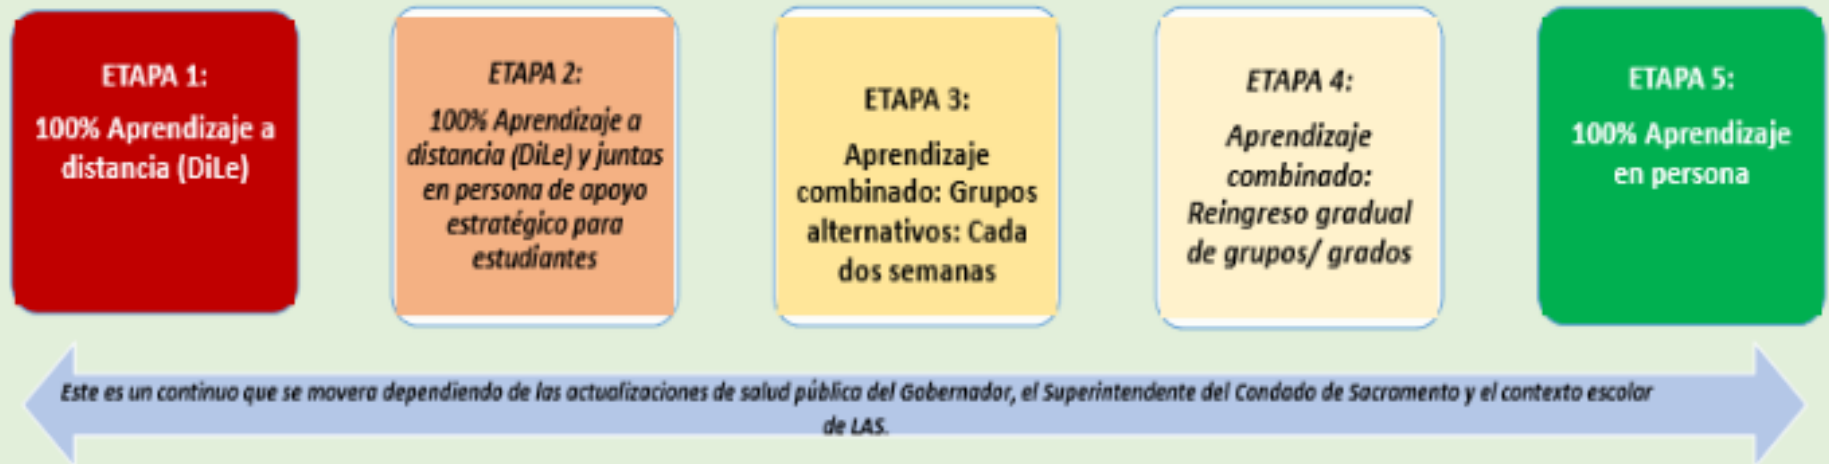 ETAPA 1:
100% Aprendizaje a
distancia (DiLe)
ETAPA 2:
100% Aprendizaje a
distancia (DiLe) y juntas
en persona de apoyo
estratégico para
estudiantes
ETAPA 3:
Aprendizaje
combinado: Grupos
alternativos: Cada
dos semanas
ETAPA 4:
Aprendizaje
combinado:
Reingreso gradual
de grupos/ grados
ETAPA 5:
100% Aprendizaje
en persona
Este es un continuo que se movera dependiendo de las actualizaciones de salud pública del Gobernador, el Superintendente del Condado de Sacramento y el contexto escolar
de LAS.